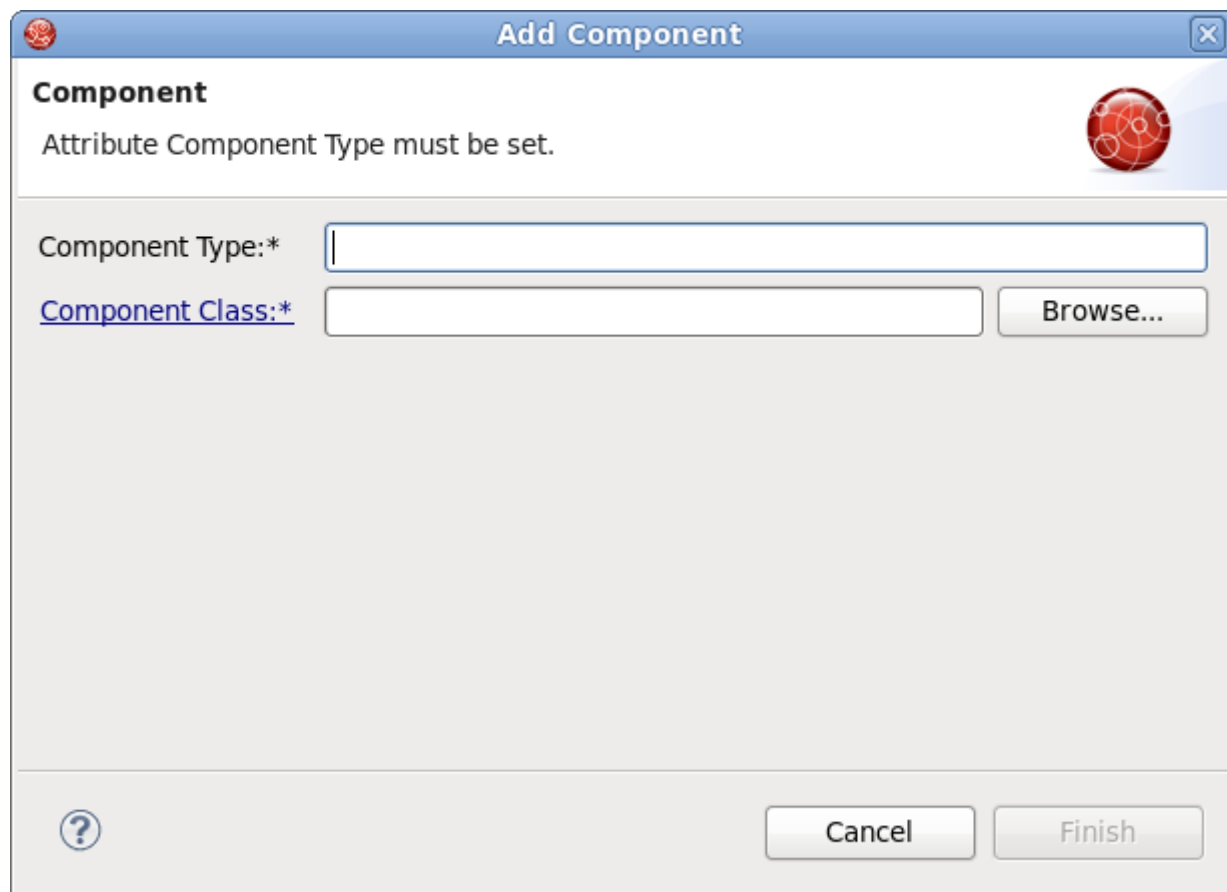 Add Component
Component
Attribute Component Type must be set.
Component Type:*
Component Class:* Browse...
? Cancel Finish